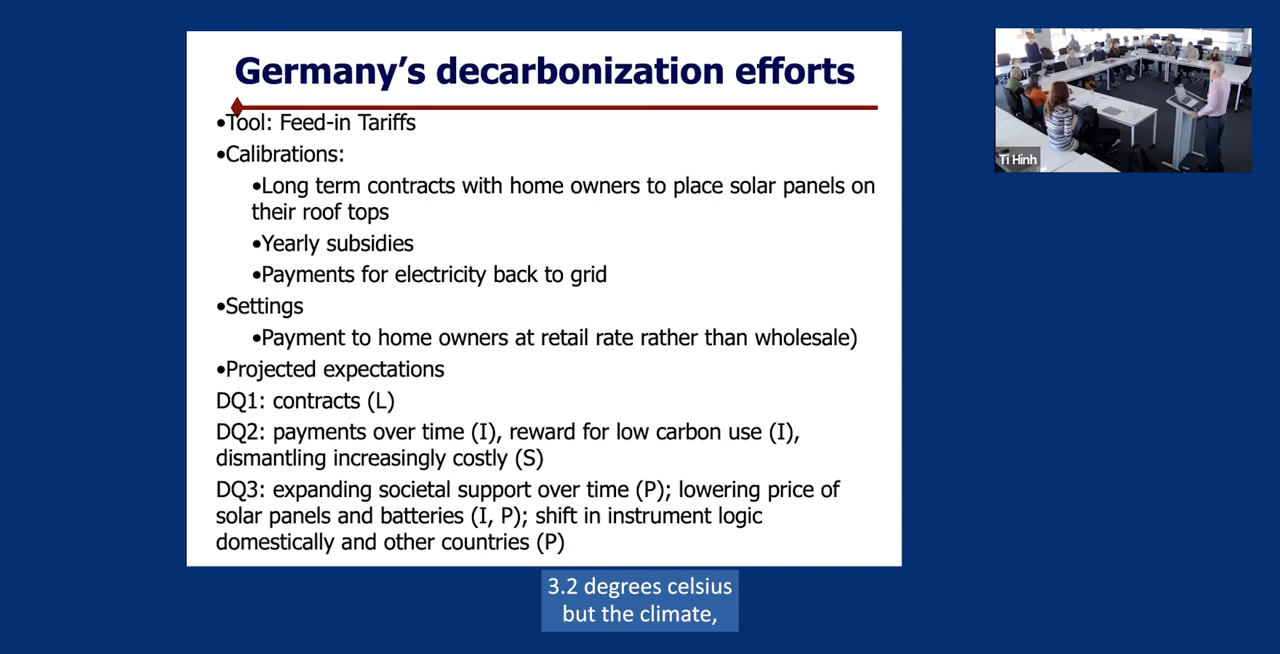 Germany’s decarbonization efforts
•Tool: Feed-in Tariffs
•Calibrations:
•Long term contracts with home owners to place solar panels on
their roof tops
•Yearly subsidies
•Payments for electricity back to grid
•Settings
•Payment to home owners at retail rate rather than wholesale)
•Projected expectations
DQ1: contracts (L)
DQ2: payments over time (I), reward for low carbon use (I),
dismantling increasingly costly (S)
DQ3: expanding societal support over time (P); lowering price of
solar panels and batteries (I, P); shift in instrument logic
domestically and other countries (P)
Ti Hinh
3.2 degrees celsius
but the climate,